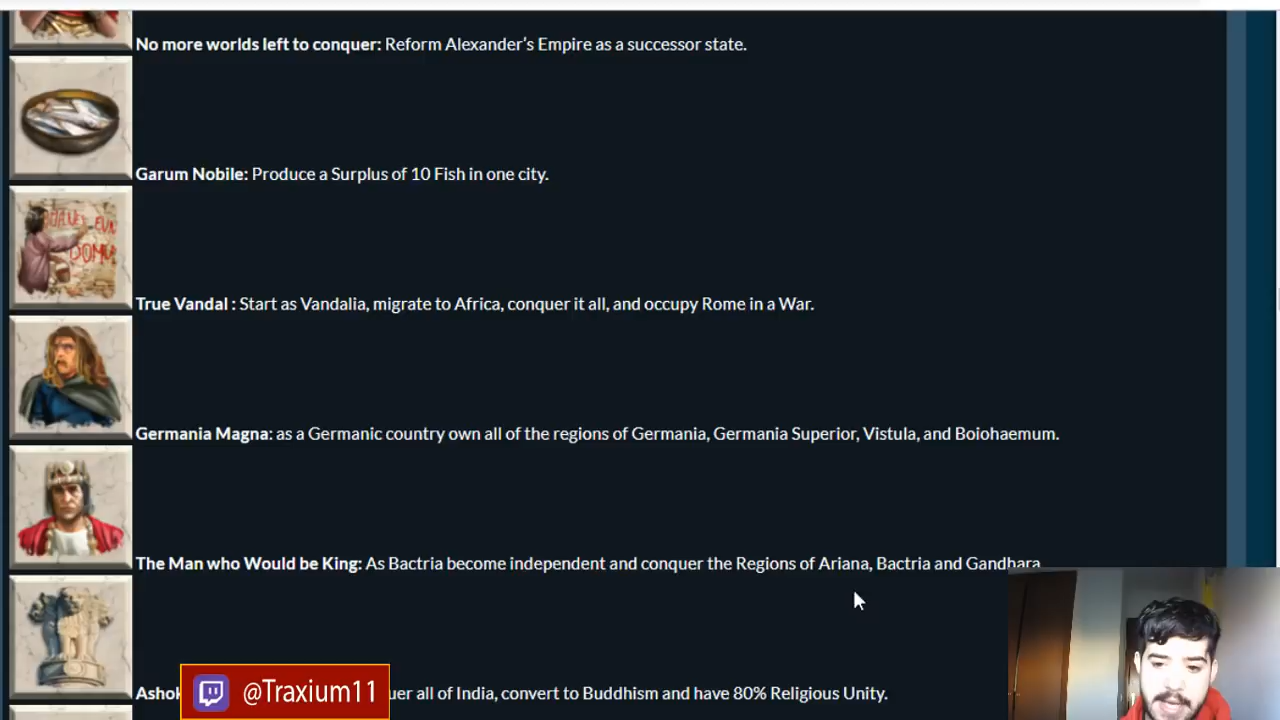 No more worlds left to conquer: Reform Alexander's Empire as a successor state.
Garum Nobile: Produce a Surplus of 10 Fish in one city.
True Vandal : Start as Vandalia, migrate to Africa, conquer it all, and occupy Rome in a War.
Germania Magna: as a Germanic country own all of the regions of Germania, Germania Superior, Vistula, and Boiohaemum.
The Man who Would be King: As Bactria become independent and conquer the Regions of Ariana, Bactria and Gandhara
all of India, convert to Buddhism and have 80% Religious Unity.
@Traxium11